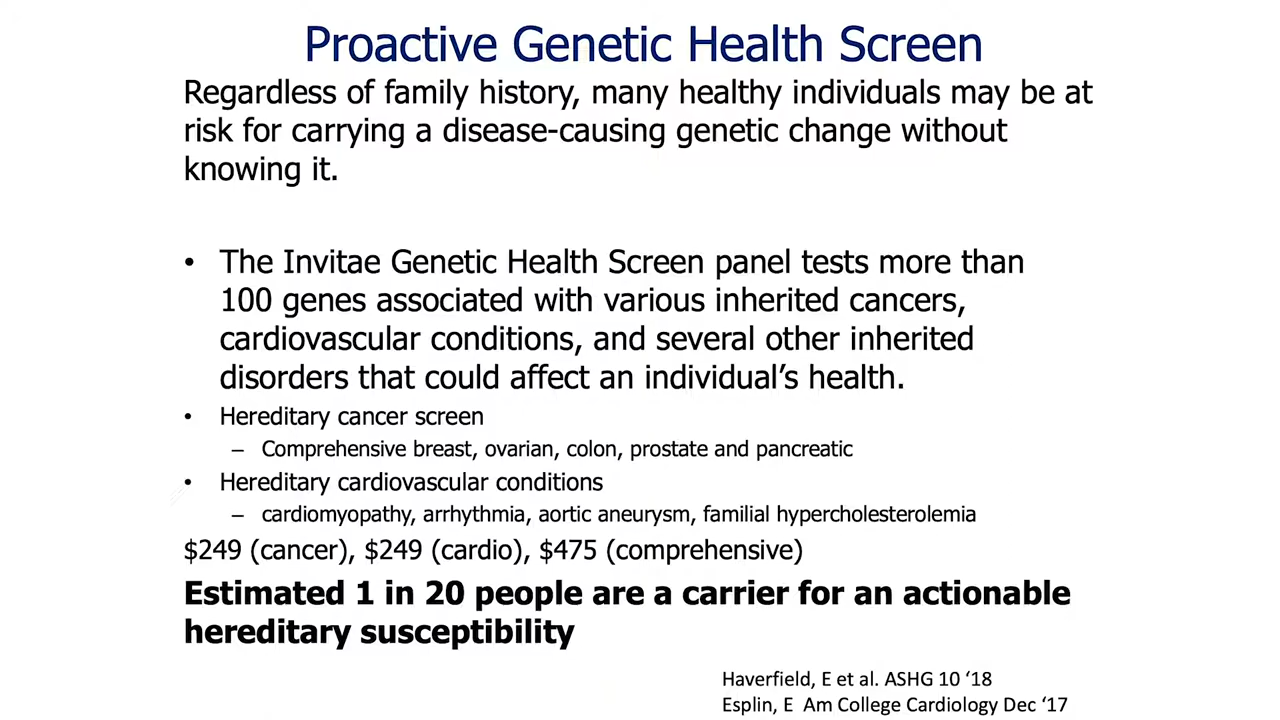 Proactive Genetic Health Screen
Regardless of family history, many healthy individuals may be at
risk for carrying a disease-causing genetic change without
knowing it.
• The Invitae Genetic Health Screen panel tests more than
100 genes associated with various inherited cancers,
cardiovascular conditions, and several other inherited
disorders that could affect an individual’s health.
• Hereditary cancer screen
– Comprehensive breast, ovarian, colon, prostate and pancreatic
• Hereditary cardiovascular conditions
– cardiomyopathy, arrhythmia, aortic aneurysm, familial hypercholesterolemia
$249 (cancer), $249 (cardio), $475 (comprehensive)
Estimated 1 in 20 people are a carrier for an actionable
hereditary susceptibility
Haverfield, E et al. ASHG 10 ‘18
Esplin, E Am College Cardiology Dec ‘17